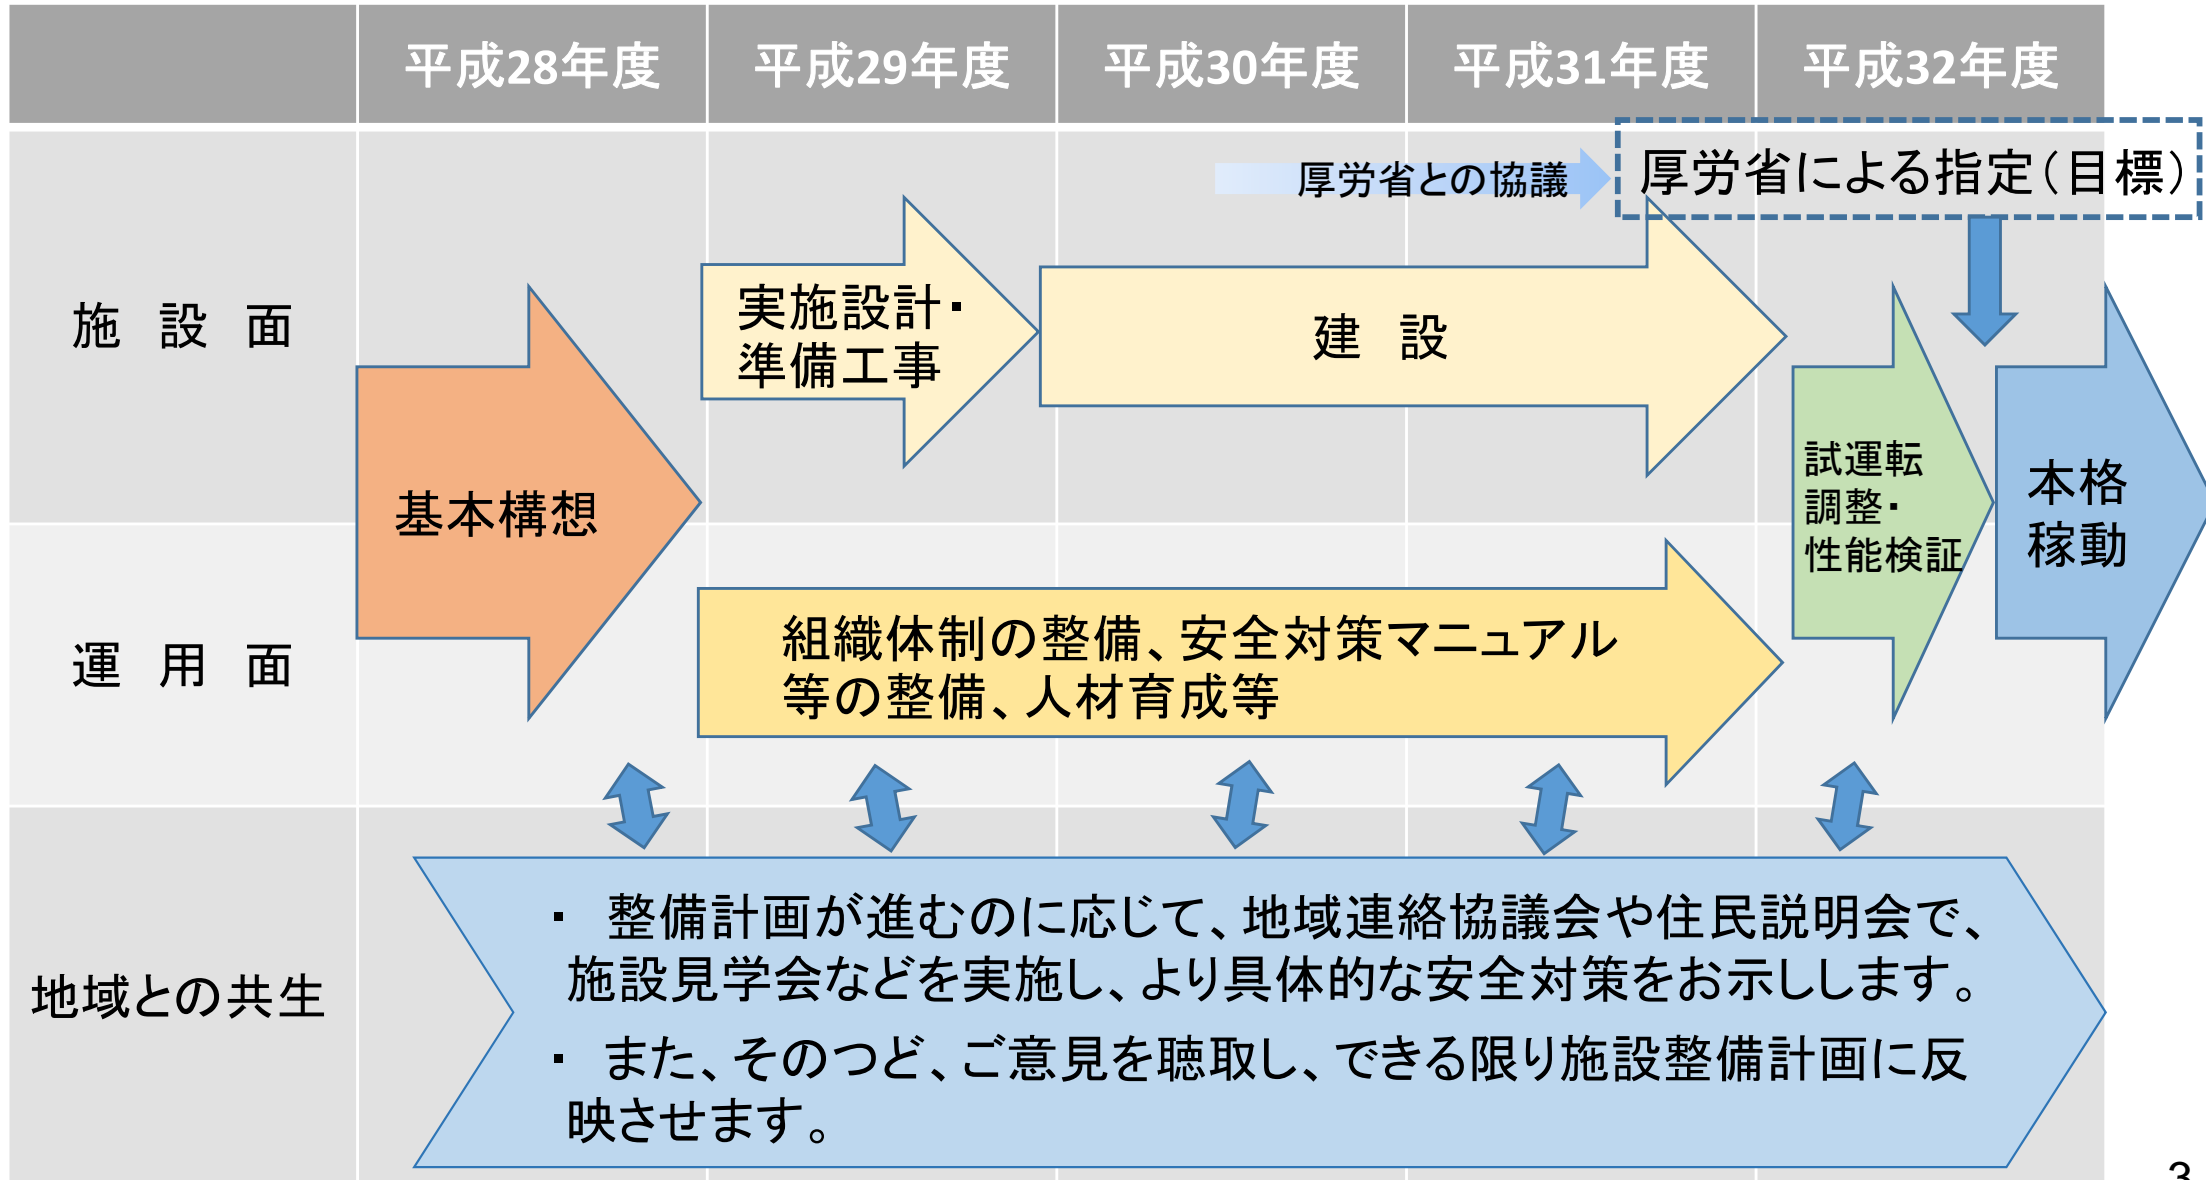 平成28年度
平成29年度
平成30年度
平成31年度
平成32年度
厚労省との協議
厚労省による指定(目標)
施　設　面
実施設計・
準備工事
建　設
基本構想
試運転
調整・
性能検証
本格
稼動
運　用　面
組織体制の整備、安全対策マニュアル
等の整備、人材育成等
地域との共生
・ 整備計画が進むのに応じて、地域連絡協議会や住民説明会で、
施設見学会などを実施し、より具体的な安全対策をお示しします。
・ また、そのつど、ご意見を聴取し、できる限り施設整備計画に反
映させます。
3